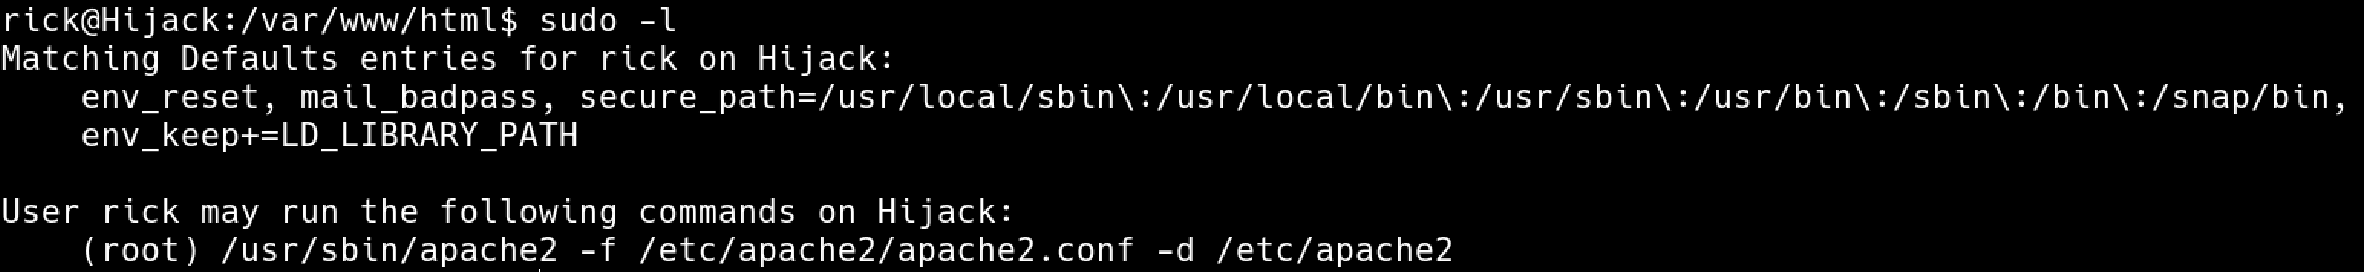 rick@Hijack:/var/www/html$ sudo -l
Matching Defaults entries for rick on Hijack:
    env_reset, mail_badpass, secure_path=/usr/local/sbin\:/usr/local/bin\:/usr/sbin\:/usr/bin\:/sbin\:/bin\:/snap/bin,
    env_keep+=LD_LIBRARY_PATH

User rick may run the following commands on Hijack:
    (root) /usr/sbin/apache2 -f /etc/apache2/apache2.conf -d /etc/apache2